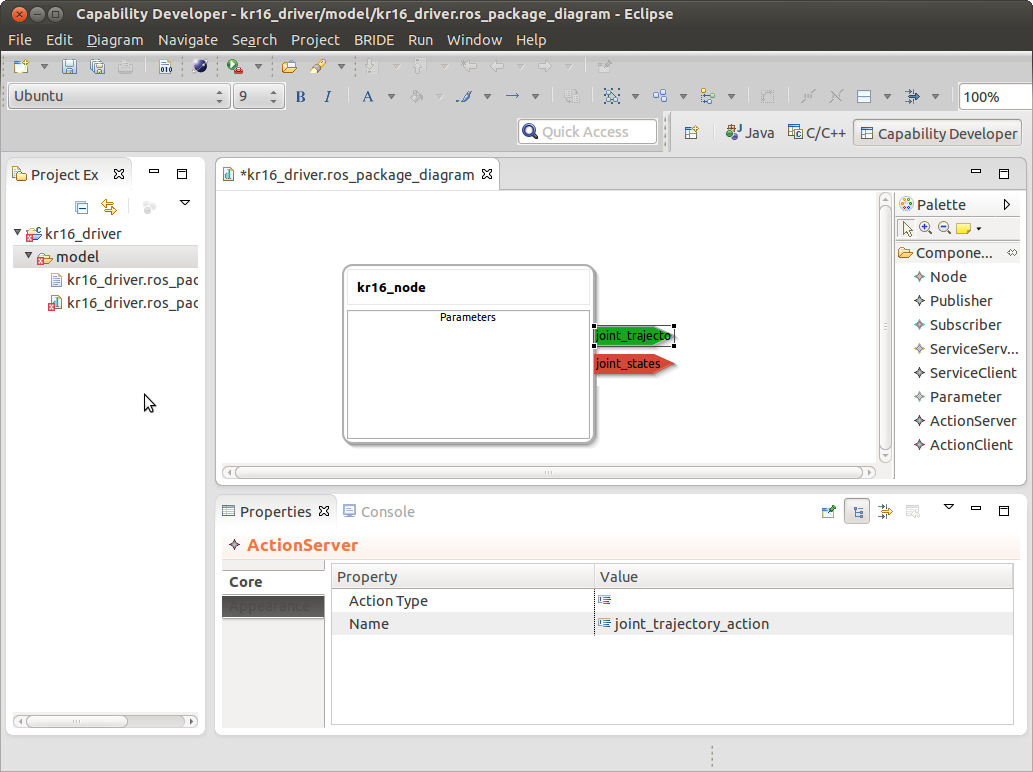 Capability Developer - kr16_driver/model/kr16_driver.ros_package_diagram - Eclipse
File Edit Diagram Navigate Search Project BRIDE Run Window Help
010
Ubuntu 9 B I A 100%
Quick Access Java C/C++ Capability Developer
Project Ex
kr16_driver
model
kr16_driver.ros_pac
kr16_driver.ros_pac
*kr16_driver.ros_package_diagram
kr16_node
Parameters
joint_trajecto
joint_states
Palette
Compone...
Node
Publisher
Subscriber
ServiceServ...
ServiceClient
Parameter
ActionServer
ActionClient
Properties Console
ActionServer
Core
Appearance
Property Value
Action Type
Name joint_trajectory_action